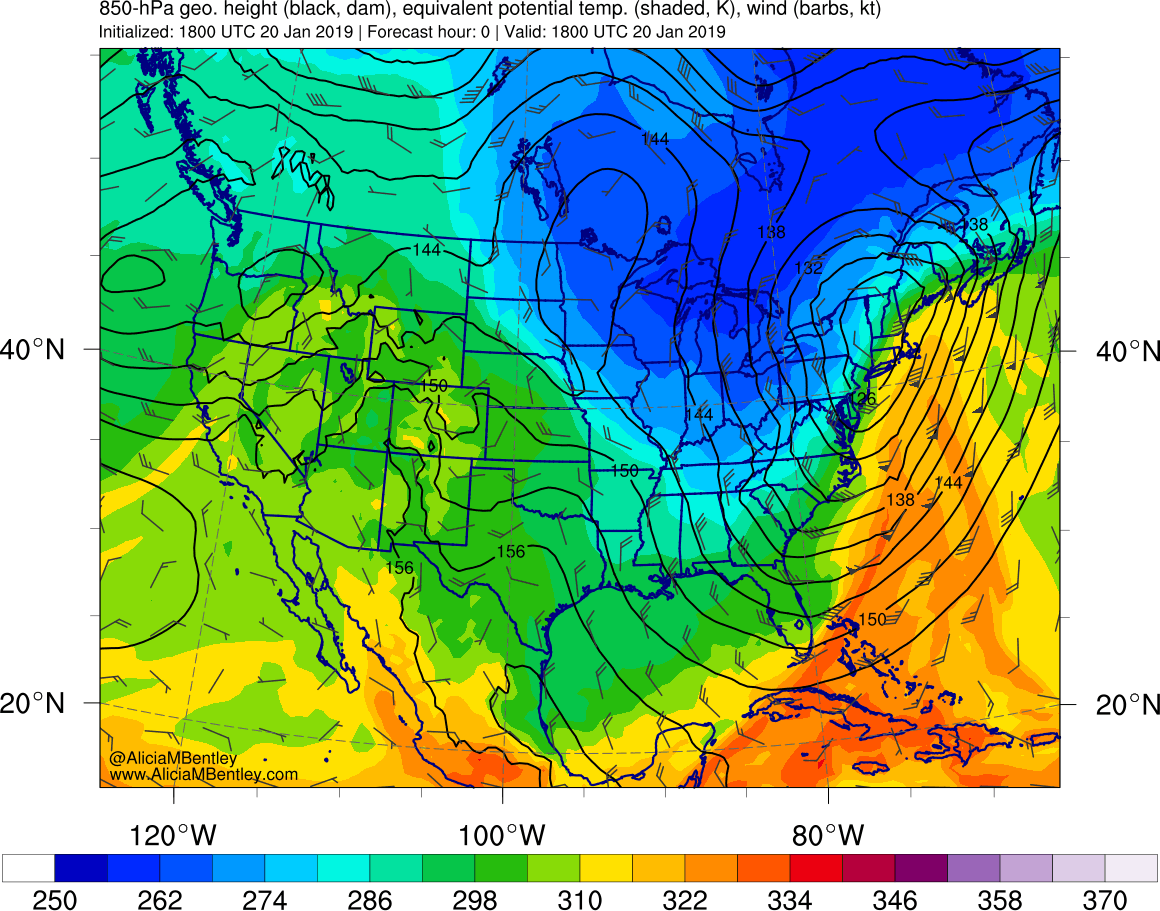 850-hPa geo. height (black, dam), equivalent potential temp. (shaded, K), wind (barbs, kt)
Initialized: 1800 UTC 20 Jan 2019 | Forecast hour: 0 | Valid: 1800 UTC 20 Jan 2019
144
138
138
144
132
40°N
40°N
150
126
144
150
144
138
156
156
150
20°N
20°N
@AliciaMBentley
www.AliciaMBentley.com
120°W 100°W 80°W
250 262 274 286 298 310 322 334 346 358 370